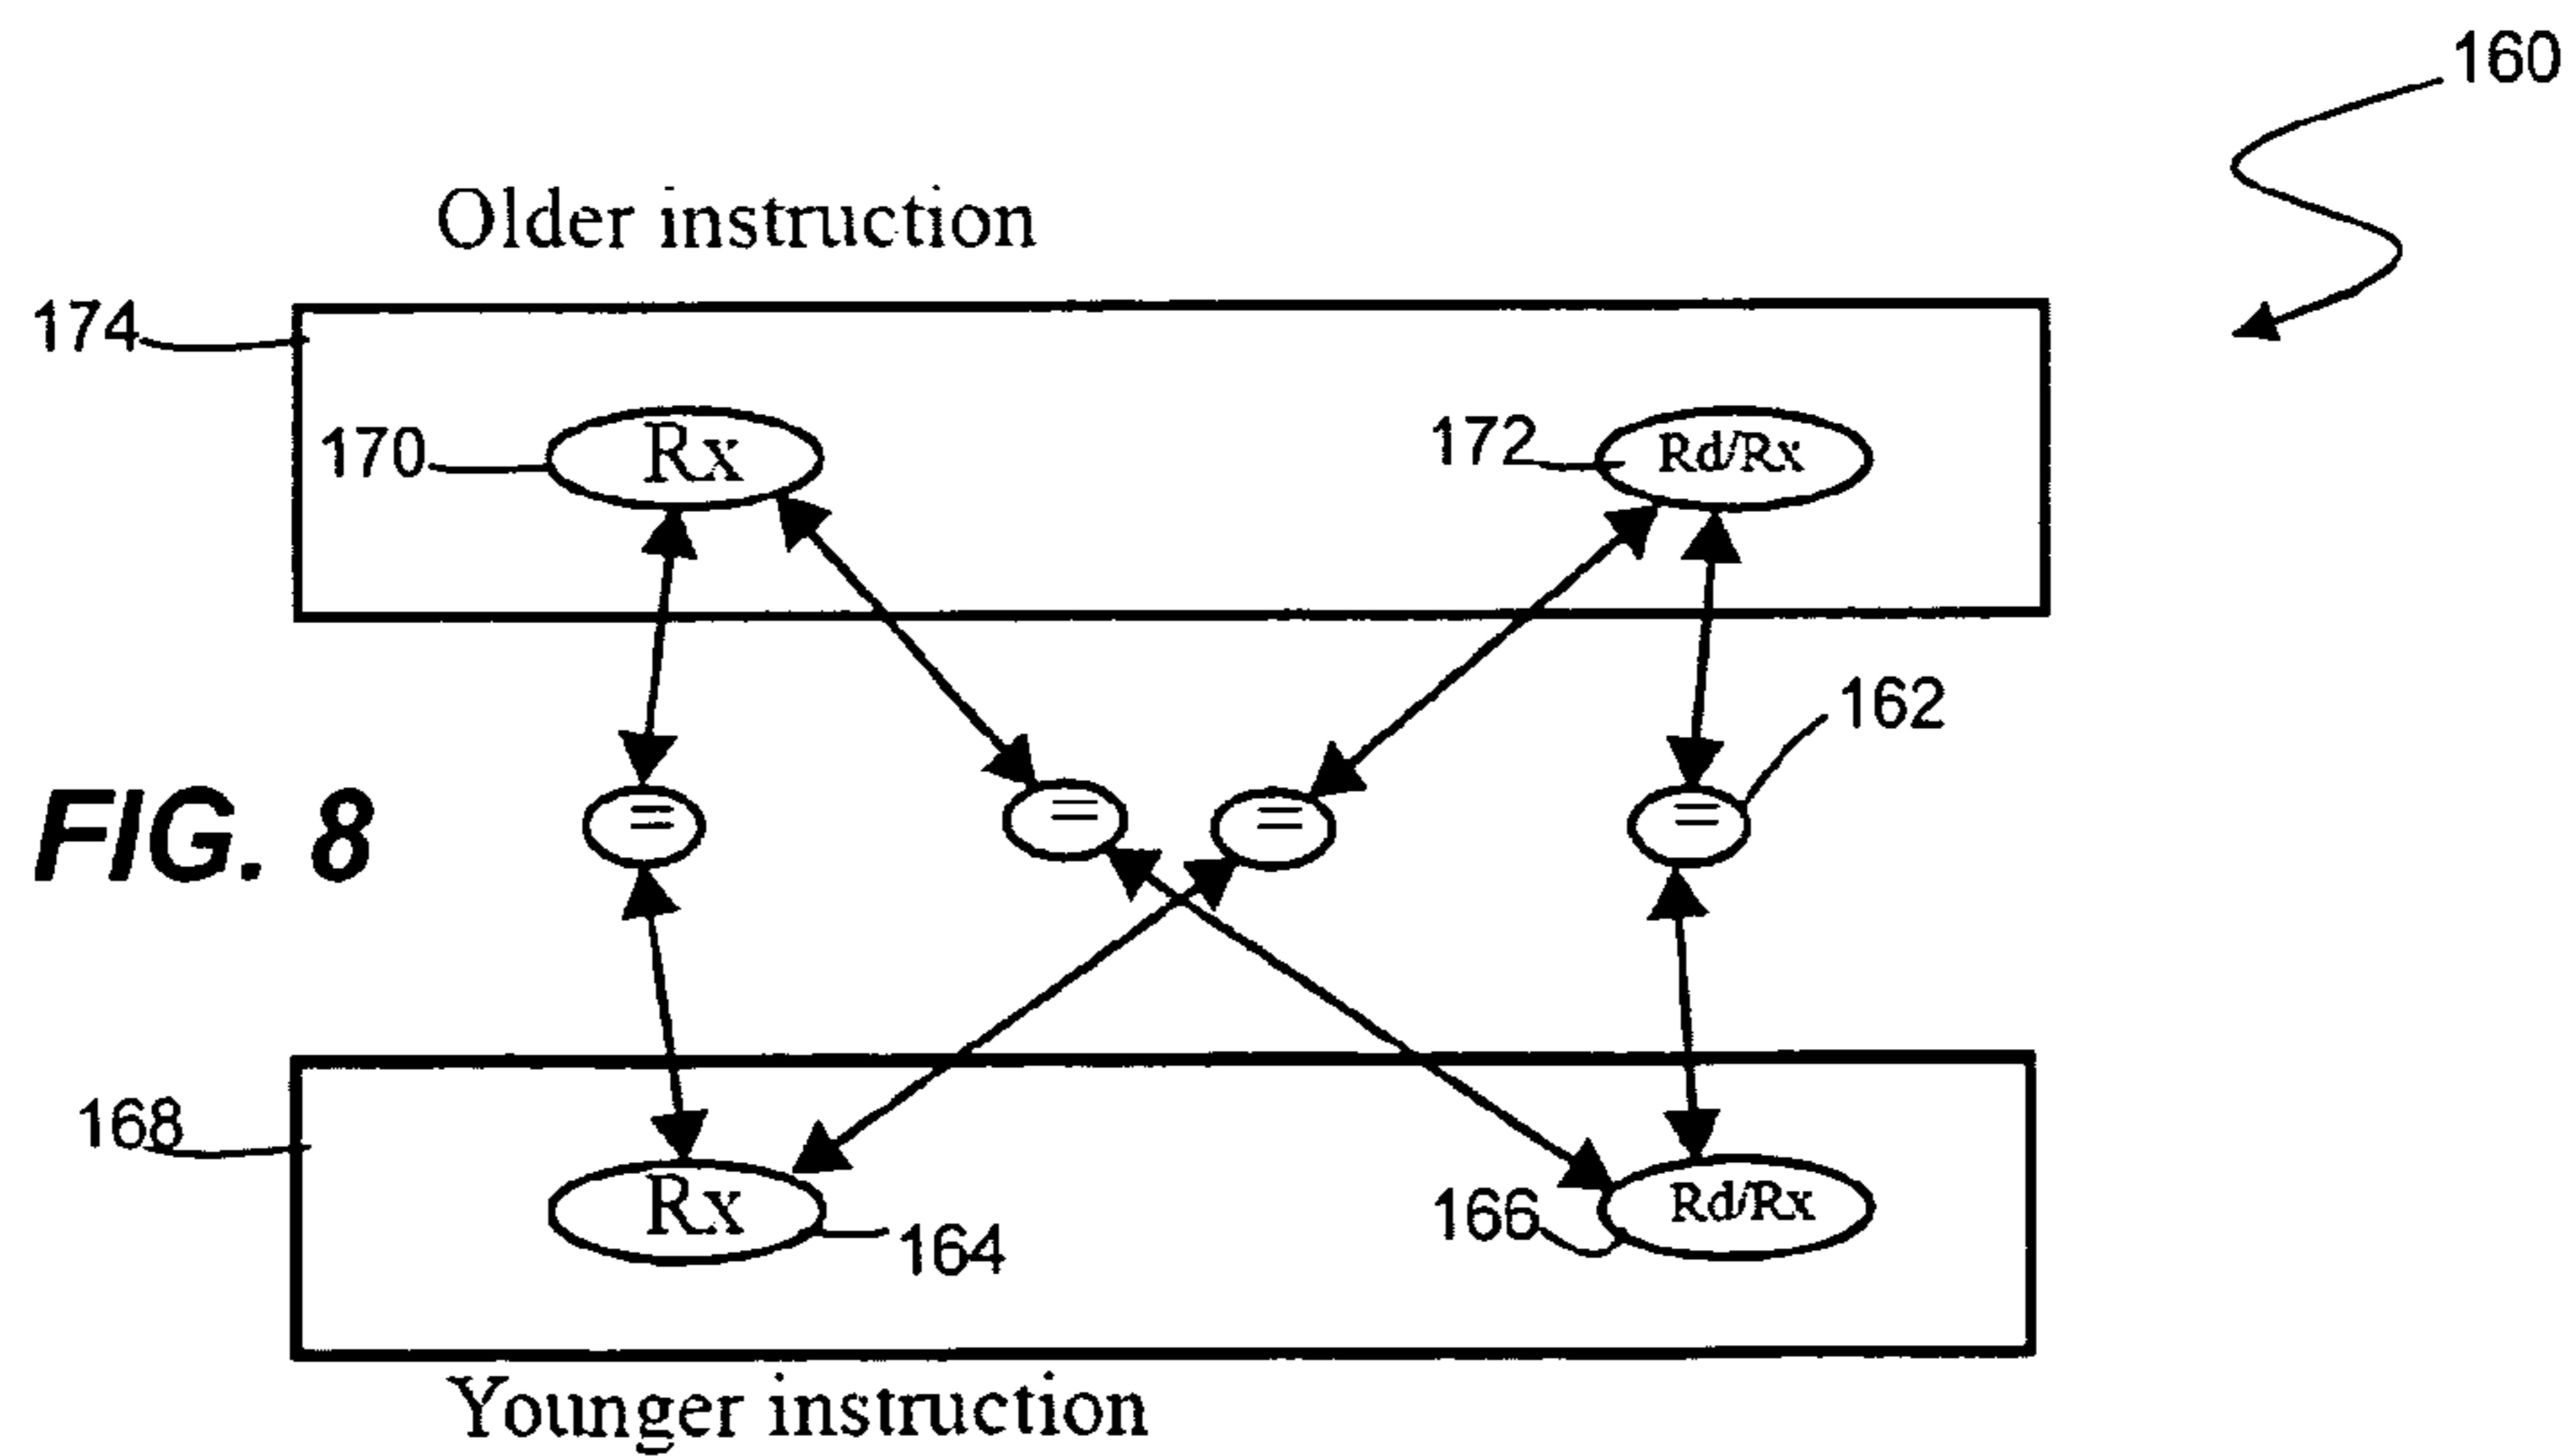 160
Older instruction
174
170 Rx 172 Rd/Rx
162
= = = =
FIG. 8
168
Rx 164 166 Rd/Rx
Younger instruction